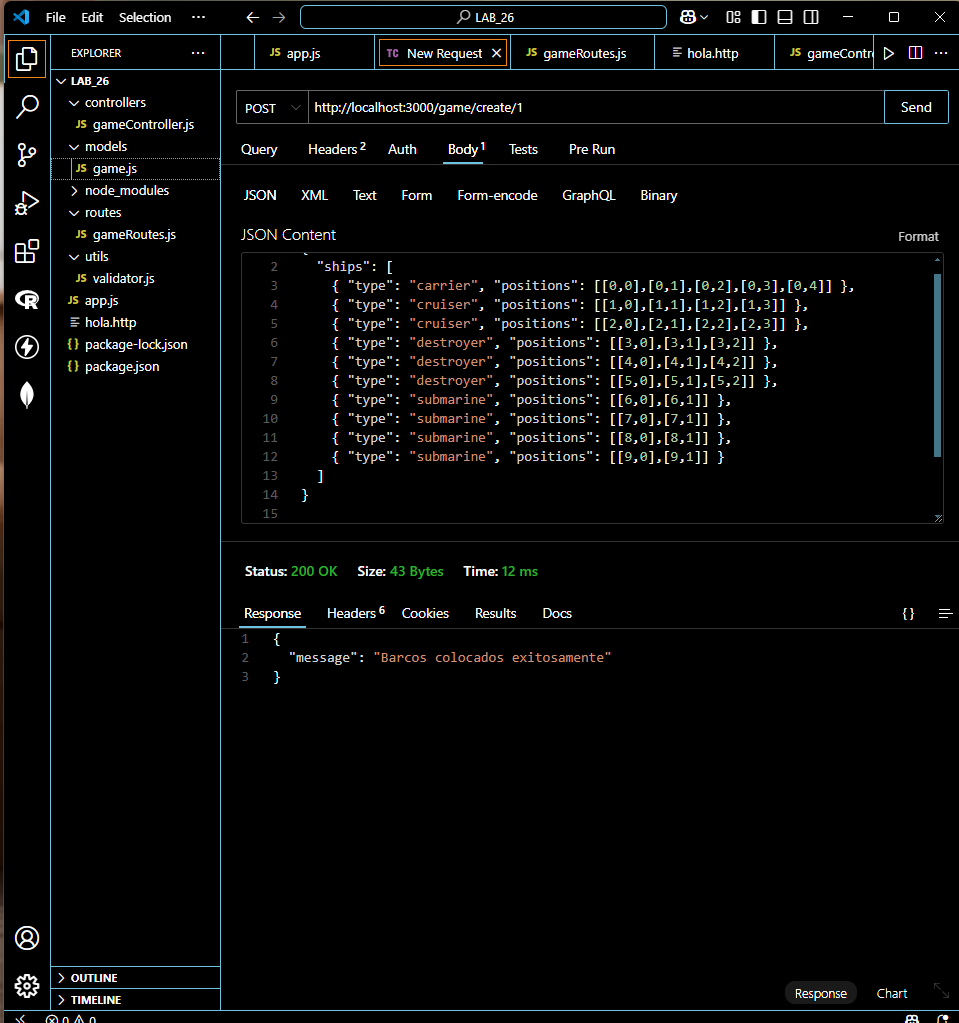 File Edit Selection ··· LAB_26
EXPLORER ···
JS app.js
TC New Request
JS gameRoutes.js
hola.http
JS gameContro
LAB_26
controllers
JS gameController.js
models
JS game.js
node_modules
routes
JS gameRoutes.js
utils
JS validator.js
JS app.js
hola.http
{} package-lock.json
{} package.json
OUTLINE
TIMELINE
POST http://localhost:3000/game/create/1 Send
Query Headers 2 Auth Body 1 Tests Pre Run
JSON XML Text Form Form-encode GraphQL Binary
JSON Content Format
2 "ships": [
3 { "type": "carrier", "positions": [[0,0],[0,1],[0,2],[0,3],[0,4]] },
4 { "type": "cruiser", "positions": [[1,0],[1,1],[1,2],[1,3]] },
5 { "type": "cruiser", "positions": [[2,0],[2,1],[2,2],[2,3]] },
6 { "type": "destroyer", "positions": [[3,0],[3,1],[3,2]] },
7 { "type": "destroyer", "positions": [[4,0],[4,1],[4,2]] },
8 { "type": "destroyer", "positions": [[5,0],[5,1],[5,2]] },
9 { "type": "submarine", "positions": [[6,0],[6,1]] },
10 { "type": "submarine", "positions": [[7,0],[7,1]] },
11 { "type": "submarine", "positions": [[8,0],[8,1]] },
12 { "type": "submarine", "positions": [[9,0],[9,1]] }
13 ]
14 }
15
Status: 200 OK Size: 43 Bytes Time: 12 ms
Response Headers 6 Cookies Results Docs {}
1 {
2 "message": "Barcos colocados exitosamente"
3 }
Response Chart
0 0